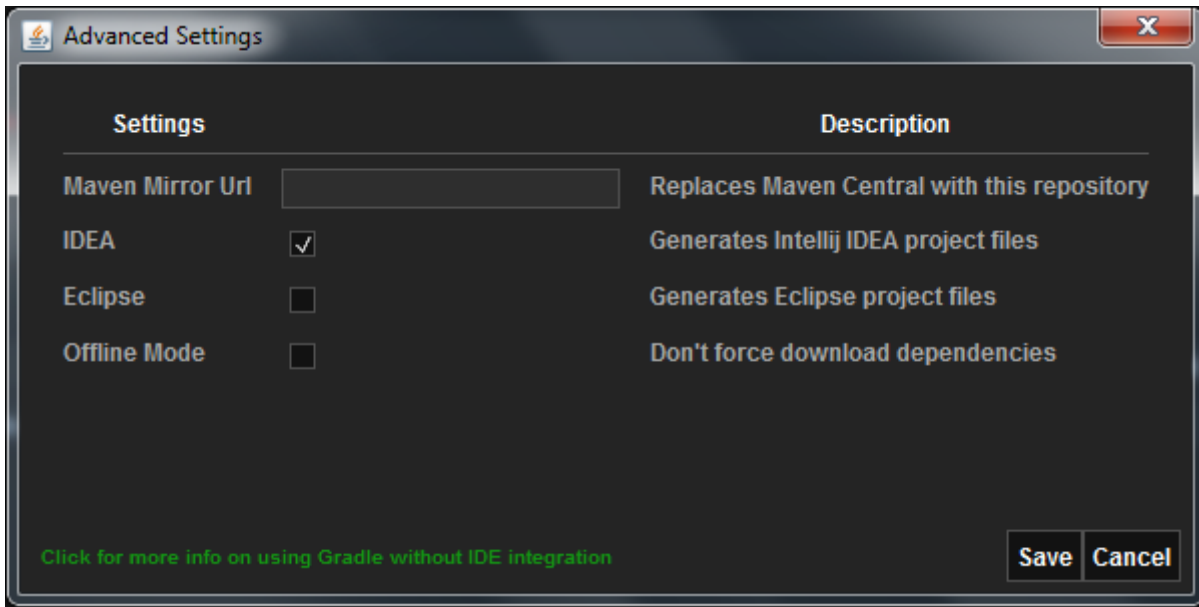 Advanced Settings
Settings Description
Maven Mirror Url Replaces Maven Central with this repository
IDEA Generates Intellij IDEA project files
Eclipse Generates Eclipse project files
Offline Mode Don't force download dependencies
Click for more info on using Gradle without IDE integration Save Cancel